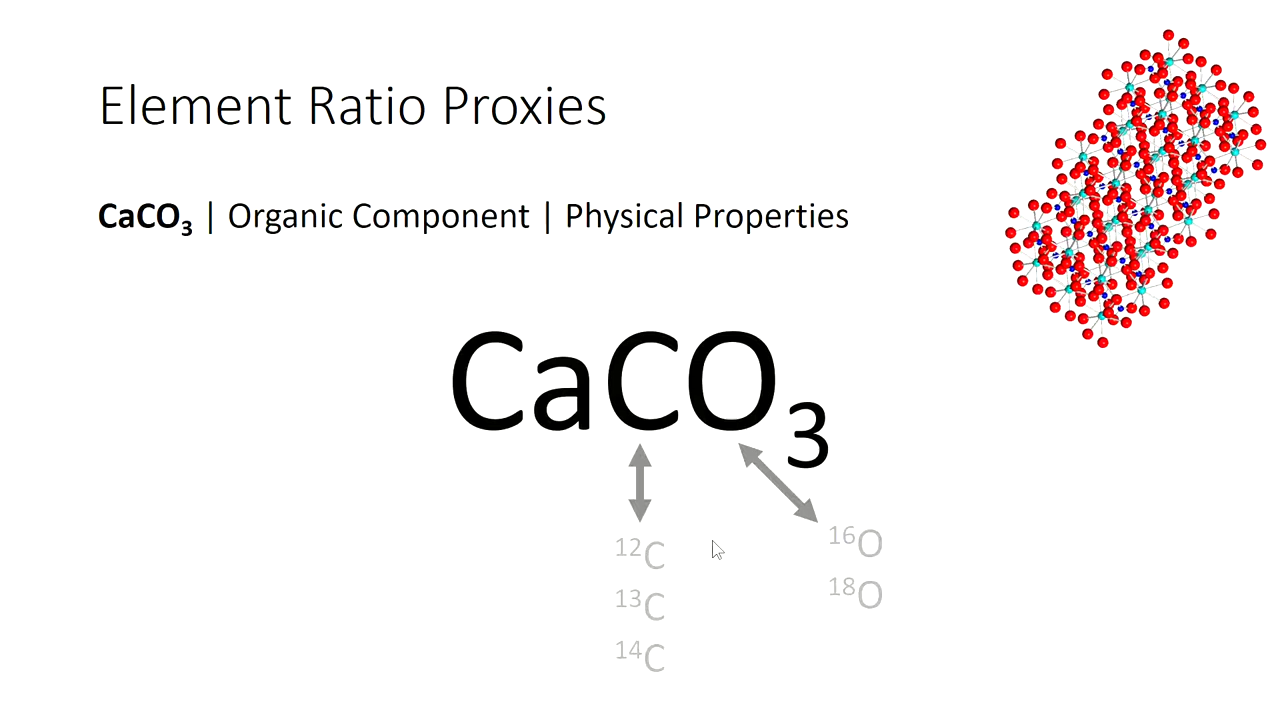 Element Ratio Proxies
CaCO₃ | Organic Component | Physical Properties
CaCO₃
¹²C
¹³C
¹⁴C
¹⁶O
¹⁸O